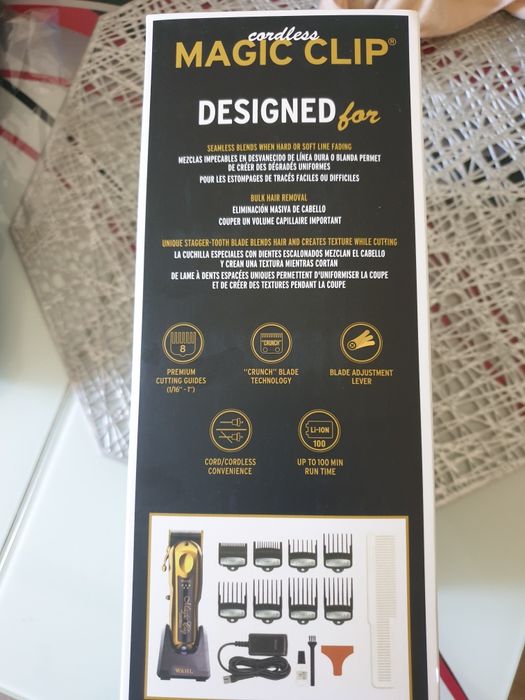 cordless
MAGIC CLIP®
DESIGNED for
SEAMLESS BLENDS WHEN HARD OR SOFT LINE FADING
MEZCLAS IMPECABLES EN DESVANECIDO DE LÍNEA DURA O BLANDA PERMET
DE CRÉER DES DÉGRADÉS UNIFORMES
POUR LES ESTOMPAGES DE TRACÉS FACILES OU DIFFICILES
BULK HAIR REMOVAL
ELIMINACIÓN MASIVA DE CABELLO
COUPER UN VOLUME CAPILLAIRE IMPORTANT
UNIQUE STAGGER-TOOTH BLADE BLENDS HAIR AND CREATES TEXTURE WHILE CUTTING
LA CUCHILLA ESPECIALES CON DIENTES ESCALONADOS MEZCLAN EL CABELLO
Y CREAN UNA TEXTURA MIENTRAS CORTAN
DE LAME À DENTS ESPACÉES UNIQUES PERMETTENT D'UNIFORMISER LA COUPE
ET DE CRÉER DES TEXTURES PENDANT LA COUPE
8
"CRUNCH"
PREMIUM
CUTTING GUIDES
(1/16" - 1")
"CRUNCH" BLADE
TECHNOLOGY
BLADE ADJUSTMENT
LEVER
Li-ION
100
CORD/CORDLESS
CONVENIENCE
UP TO 100 MIN
RUN TIME
Magic Clip
WAHL